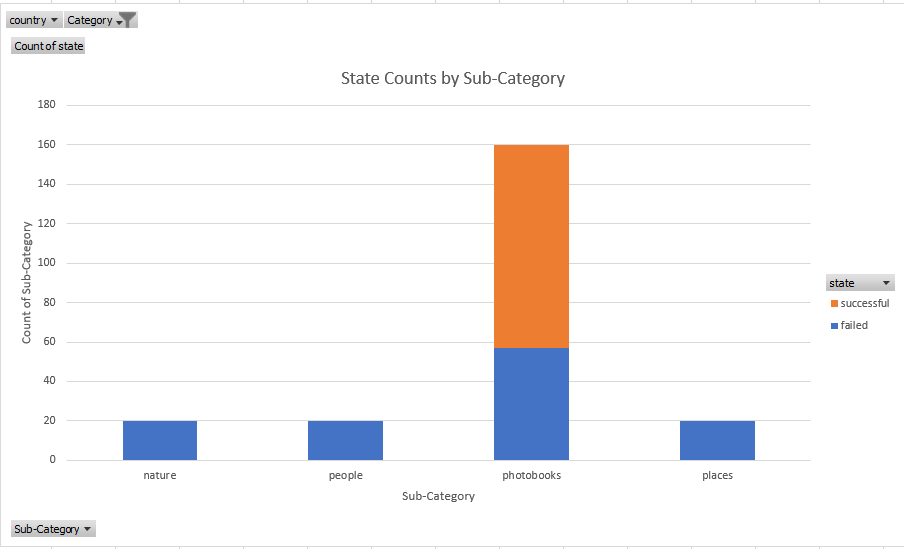 country Category
Count of state
State Counts by Sub-Category
180
160
140
120
100
80
60
40
20
0
Count of Sub-Category
nature people photobooks places
Sub-Category
state
successful
failed
Sub-Category